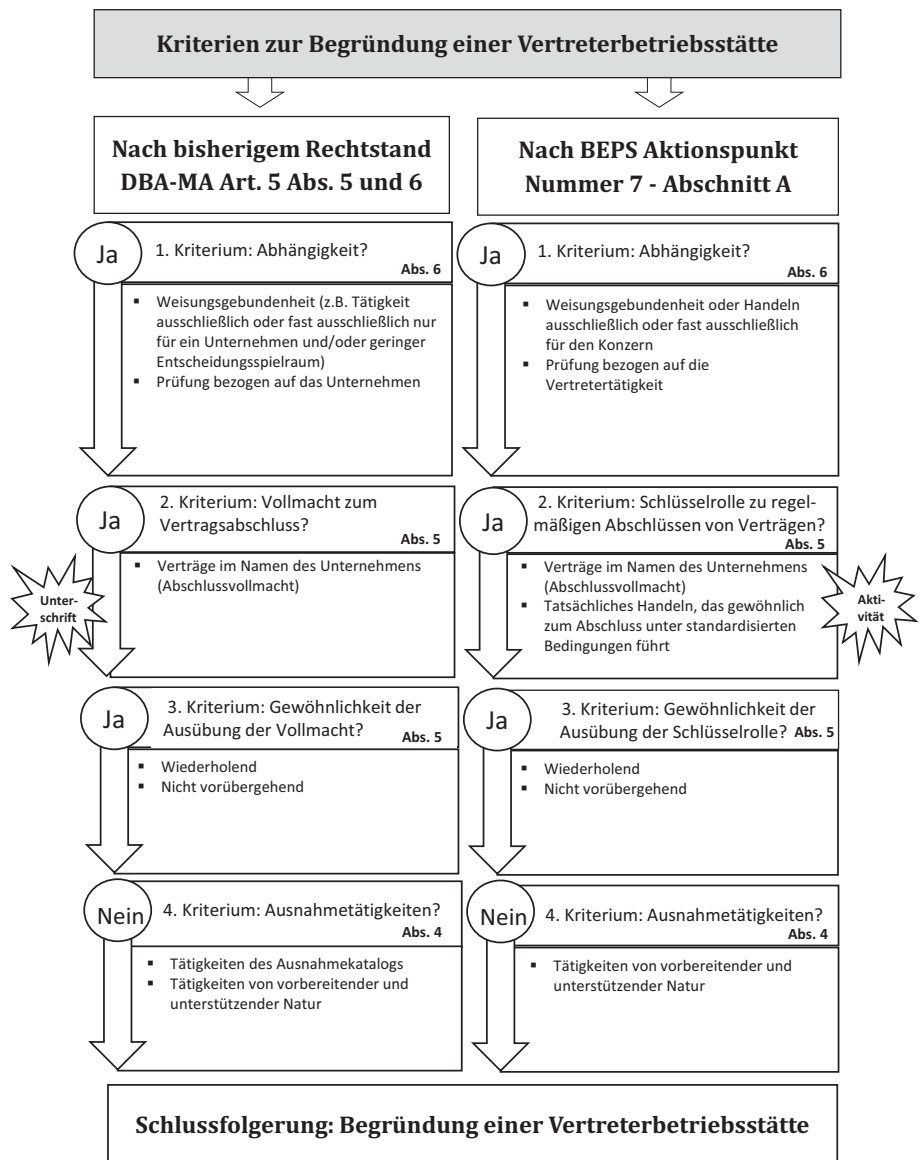 Kriterien zur Begründung einer Vertreterbetriebsstätte
Nach bisherigem Rechtstand
DBA-MA Art. 5 Abs. 5 und 6
Ja
1. Kriterium: Abhängigkeit?
Abs. 6
▪ Weisungsgebundenheit (z.B. Tätigkeit
ausschließlich oder fast ausschließlich nur
für ein Unternehmen und/oder geringer
Entscheidungsspielraum)
▪ Prüfung bezogen auf das Unternehmen
Ja
2. Kriterium: Vollmacht zum
Vertragsabschluss?
Abs. 5
▪ Verträge im Namen des Unternehmens
(Abschlussvollmacht)
Unter-
schrift
Ja
3. Kriterium: Gewöhnlichkeit der
Ausübung der Vollmacht? Abs. 5
▪ Wiederholend
▪ Nicht vorübergehend
Nein
4. Kriterium: Ausnahmetätigkeiten?
Abs. 4
▪ Tätigkeiten des Ausnahmekatalogs
▪ Tätigkeiten von vorbereitender und
unterstützender Natur
Nach BEPS Aktionspunkt
Nummer 7 - Abschnitt A
Ja
1. Kriterium: Abhängigkeit?
Abs. 6
▪ Weisungsgebundenheit oder Handeln
ausschließlich oder fast ausschließlich
für den Konzern
▪ Prüfung bezogen auf die
Vertretertätigkeit
Ja
2. Kriterium: Schlüsselrolle zu regel-
mäßigen Abschlüssen von Verträgen?
Abs. 5
▪ Verträge im Namen des Unternehmens
(Abschlussvollmacht)
▪ Tatsächliches Handeln, das gewöhnlich
zum Abschluss unter standardisierten
Bedingungen führt
Akti-
vität
Ja
3. Kriterium: Gewöhnlichkeit der
Ausübung der Schlüsselrolle? Abs. 5
▪ Wiederholend
▪ Nicht vorübergehend
Nein
4. Kriterium: Ausnahmetätigkeiten?
Abs. 4
▪ Tätigkeiten von vorbereitender und
unterstützender Natur
Schlussfolgerung: Begründung einer Vertreterbetriebsstätte